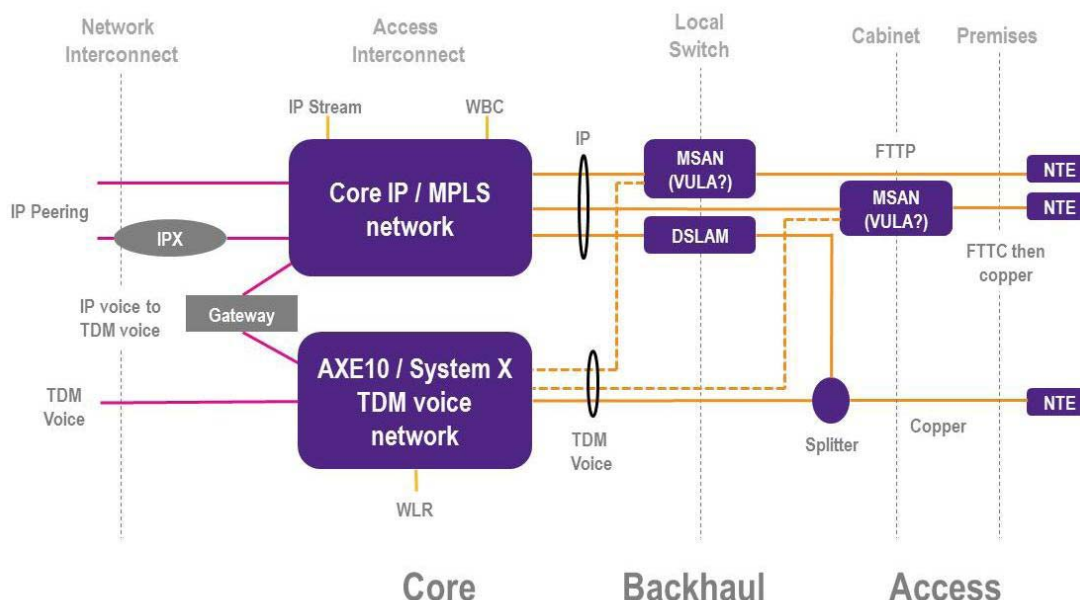 Network
Interconnect
Access
Interconnect
Local
Switch
Cabinet
Premises
IP Stream
WBC
IP
MSAN
(VULA?)
FTTP
NTE
Core IP / MPLS
network
MSAN
(VULA?)
NTE
IP Peering
IPX
DSLAM
FTTC then
copper
IP voice to
TDM voice
Gateway
AXE10 / System X
TDM voice
network
TDM
Voice
NTE
TDM
Voice
Splitter
Copper
WLR
Core
Backhaul
Access